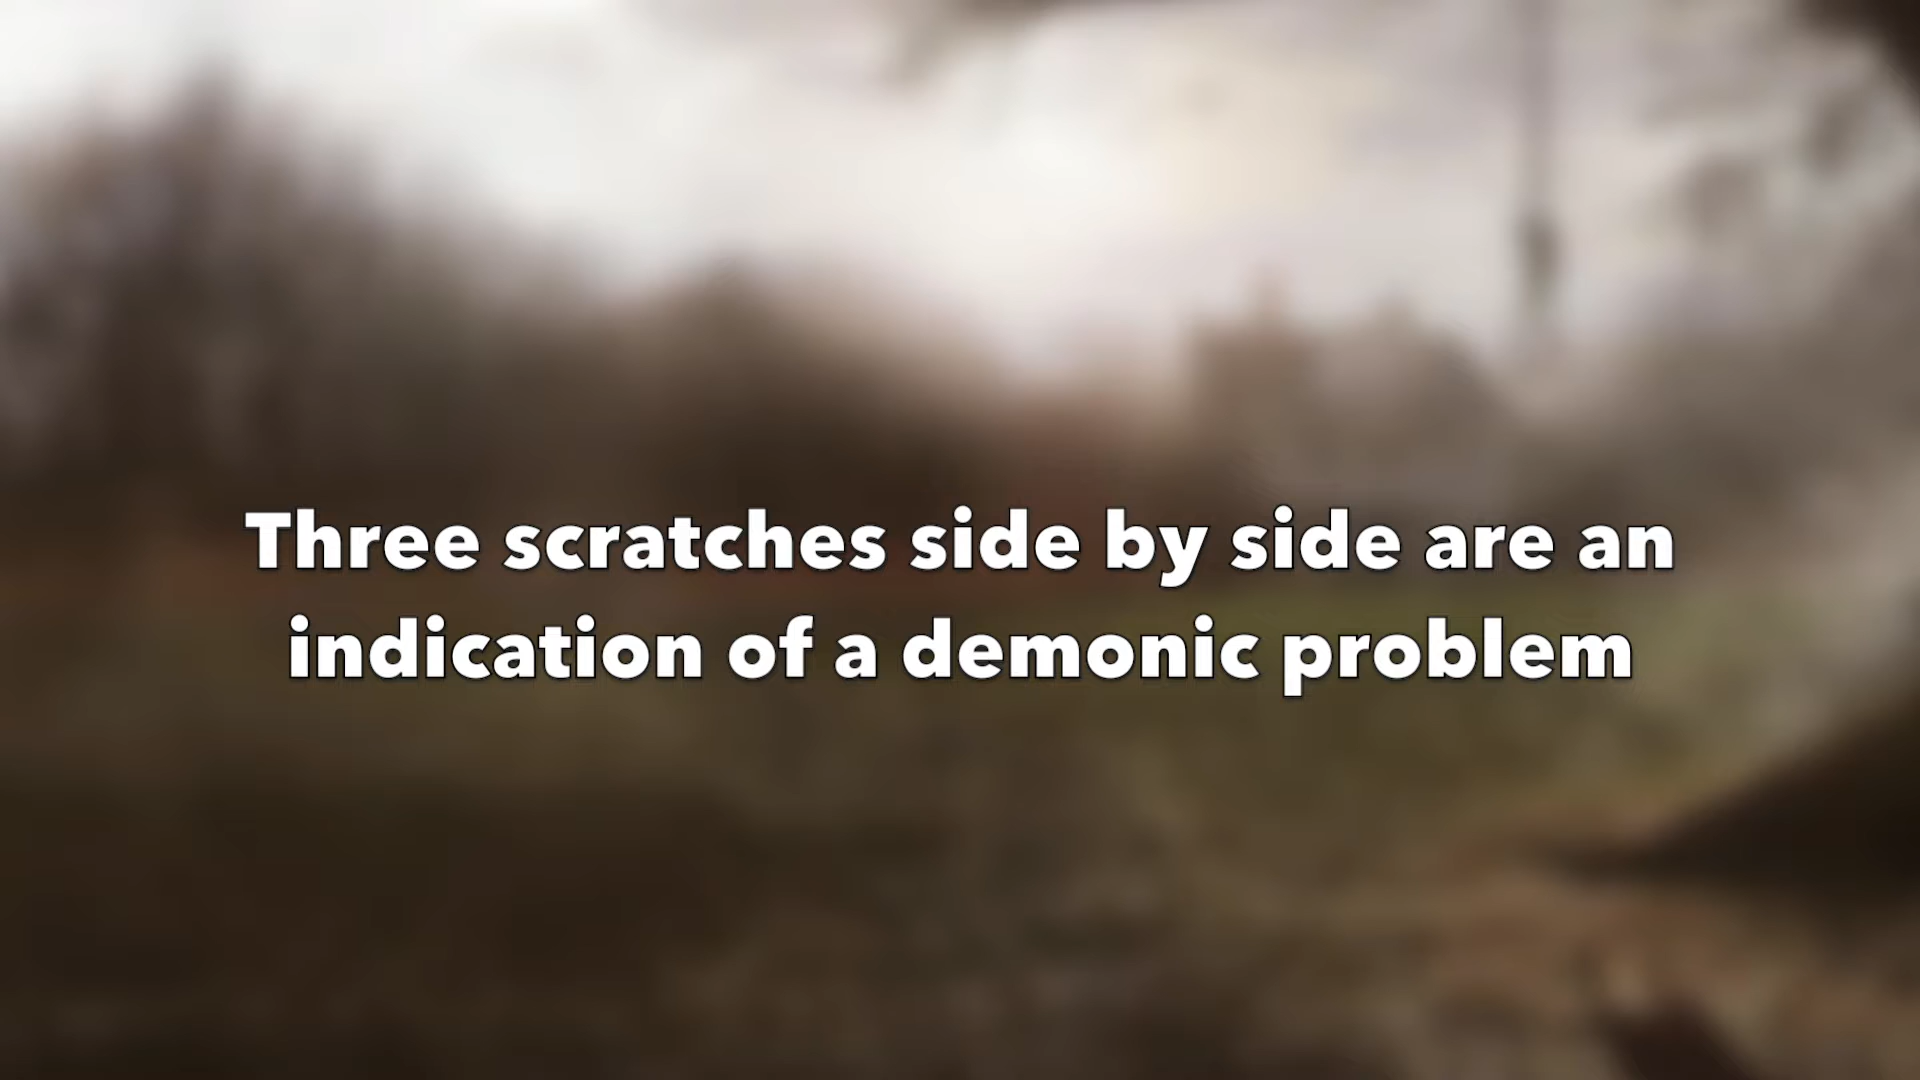 Three scratches side by side are an
indication of a demonic problem